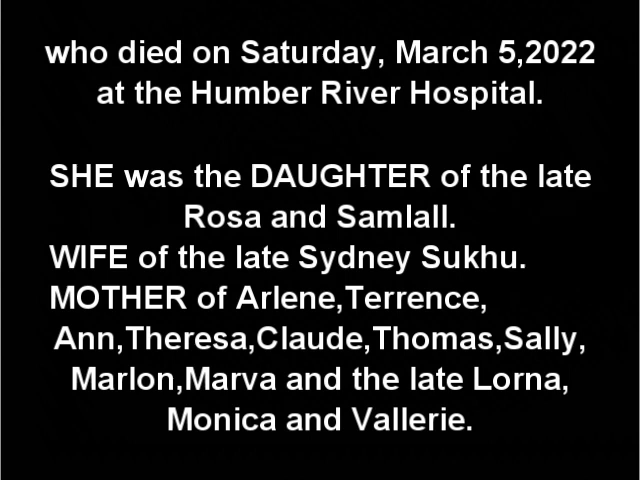 who died on Saturday, March 5,2022
at the Humber River Hospital.
SHE was the DAUGHTER of the late
Rosa and Samlall.
WIFE of the late Sydney Sukhu.
MOTHER of Arlene,Terrence,
Ann,Theresa,Claude,Thomas,Sally,
Marlon,Marva and the late Lorna,
Monica and Vallerie.